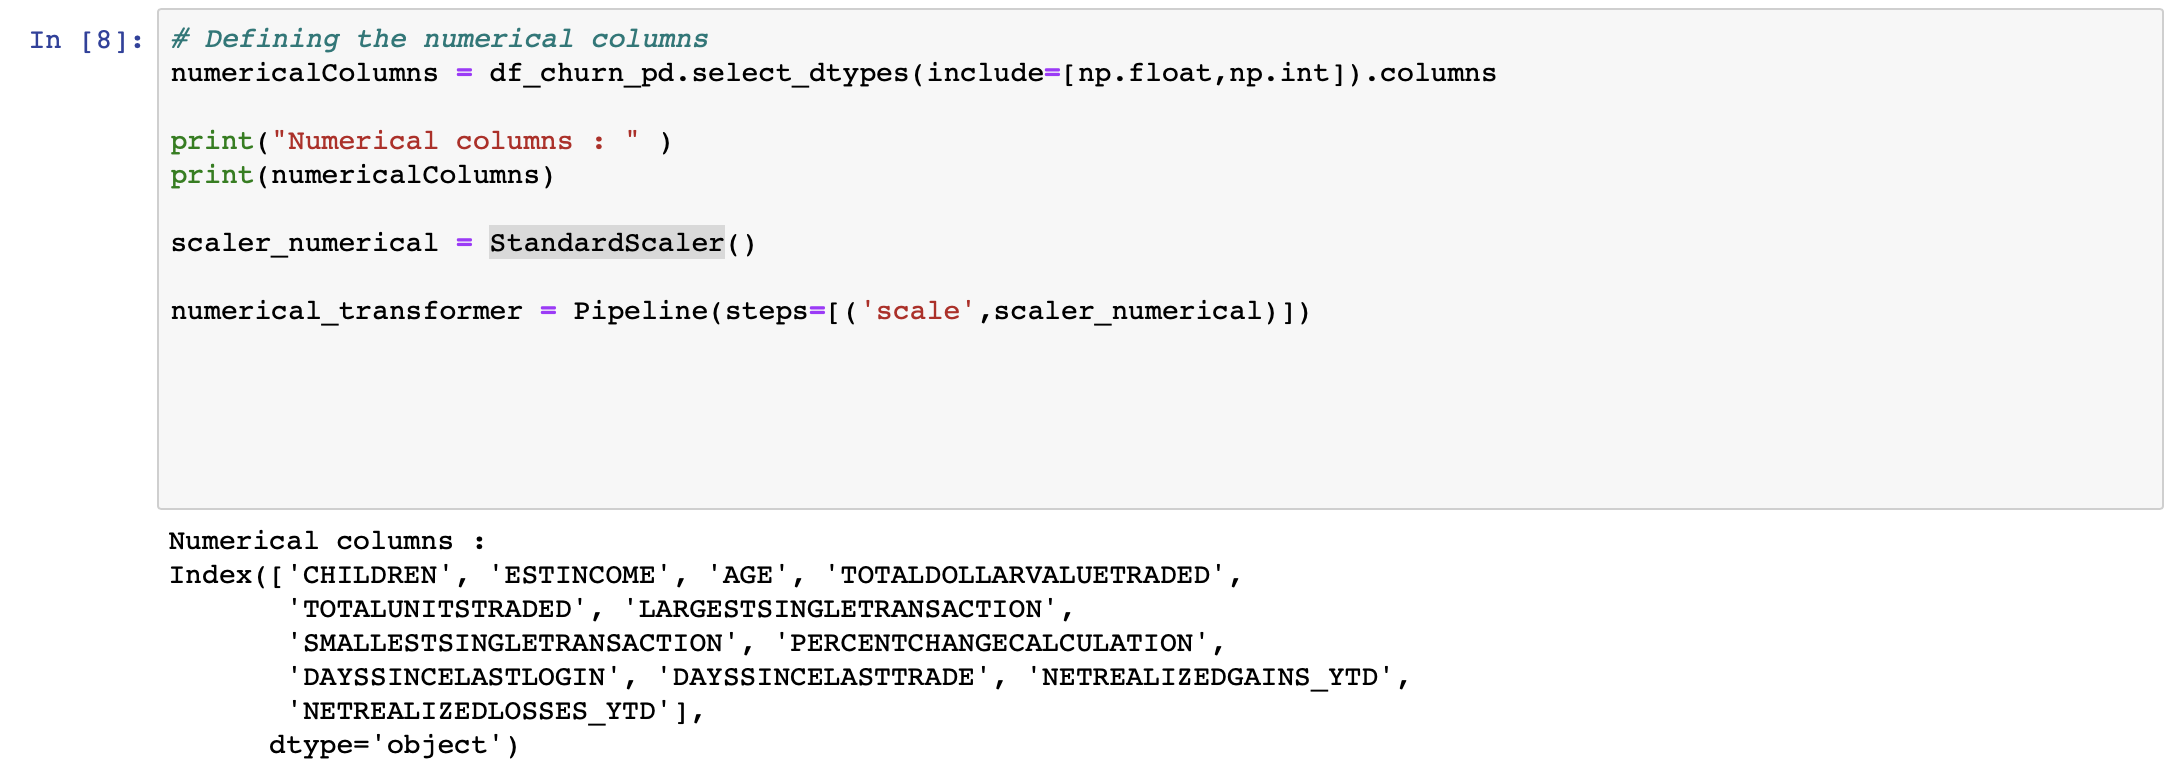 In [8]:
# Defining the numerical columns
numericalColumns = df_churn_pd.select_dtypes(include=[np.float,np.int]).columns
print("Numerical columns : " )
print(numericalColumns)
scaler_numerical = StandardScaler()
numerical_transformer = Pipeline(steps=[('scale',scaler_numerical)])
Numerical columns :
Index(['CHILDREN', 'ESTINCOME', 'AGE', 'TOTALDOLLARVALUETRADED',
'TOTALUNITSTRADED', 'LARGESTSINGLETRANSACTION',
'SMALLESTSINGLETRANSACTION', 'PERCENTCHANGECALCULATION',
'DAYSSINCELASTLOGIN', 'DAYSSINCELASTTRADE', 'NETREALIZEDGAINS_YTD',
'NETREALIZEDLOSSES_YTD'],
dtype='object')